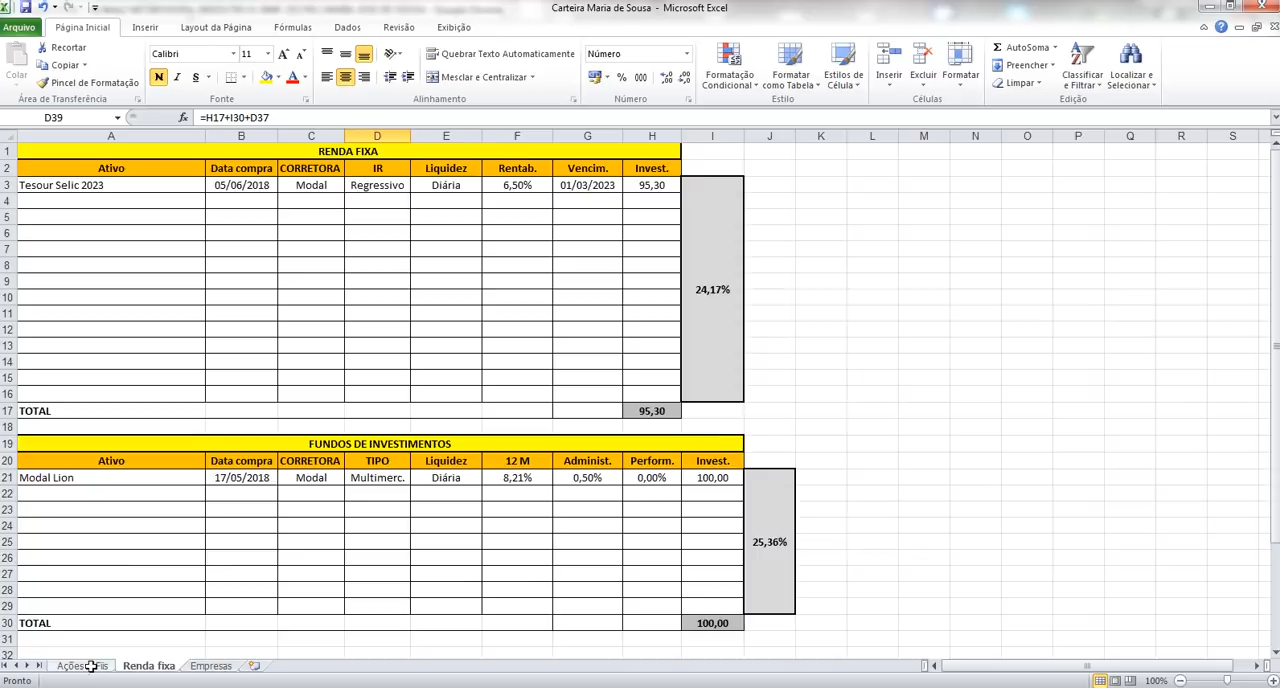 Carteira Maria de Sousa - Microsoft Excel
Arquivo Página Inicial Inserir Layout da Página Fórmulas Dados Revisão Exibição
Colar
Recortar
Copiar
Pincel de Formatação
Área de Transferência
Calibri 11
N I S A
Fonte
Quebrar Texto Automaticamente
Mesclar e Centralizar
Alinhamento
Número
% 000
Número
Formatação Condicional
Formatar como Tabela
Estilos de Célula
Estilo
Inserir Excluir Formatar
Células
Σ AutoSoma
Preencher
Limpar
Classificar e Filtrar
Localizar e Selecionar
Edição
D39 fx =H17+I30+D37
A B C D E F G H I J K L M N O P Q R S
1 RENDA FIXA
2 Ativo Data compra CORRETORA IR Liquidez Rentab. Vencim. Invest.
3 Tesour Selic 2023 05/06/2018 Modal Regressivo Diária 6,50% 01/03/2023 95,30
4
5
6
7
8
9
24,17%
10
11
12
13
14
15
16
17 TOTAL 95,30
18
19 FUNDOS DE INVESTIMENTOS
20 Ativo Data compra CORRETORA TIPO Liquidez 12 M Administ. Perform. Invest.
21 Modal Lion 17/05/2018 Modal Multimerc. Diária 8,21% 0,50% 0,00% 100,00
22
23
24
25 25,36%
26
27
28
29
30 TOTAL 100,00
31
32
Ações Fiis Renda fixa Empresas
Pronto 100%